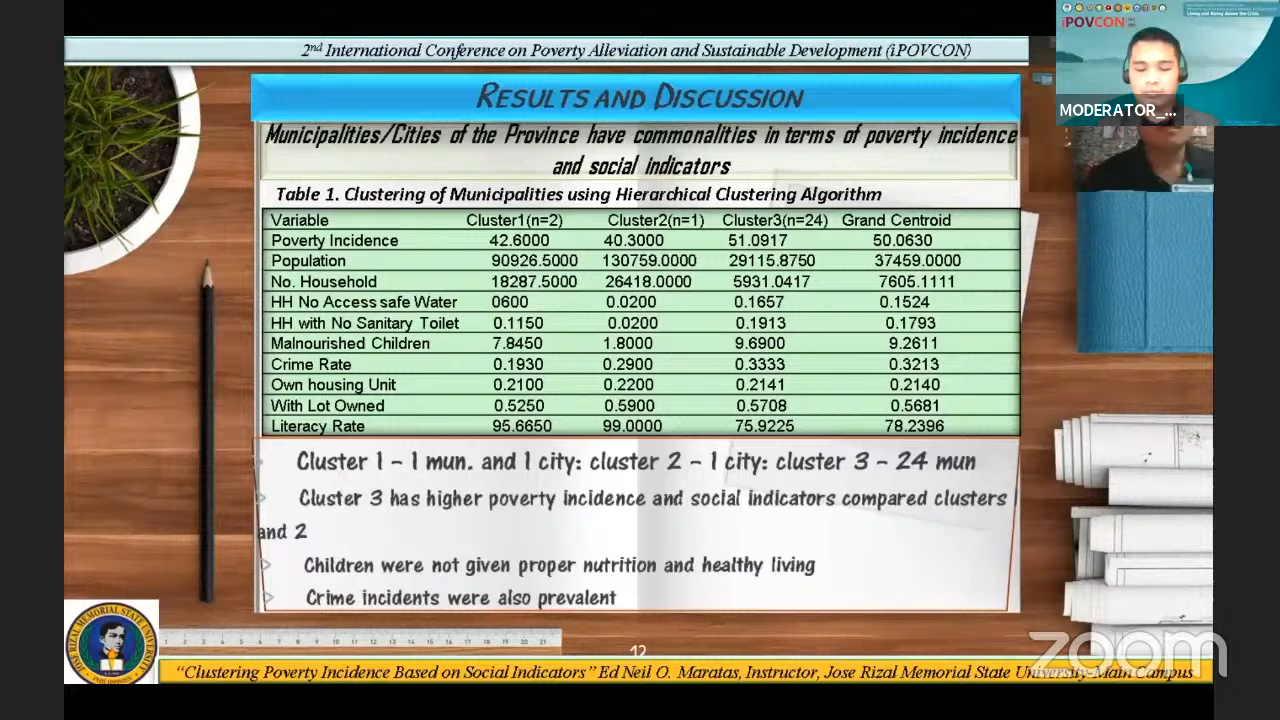 2nd International Conference on Poverty Alleviation and Sustainable Development (iPOVCON)
iPOVCON
MODERATOR_...
RESULTS AND DISCUSSION
Municipalities/Cities of the Province have commonalities in terms of poverty incidence
and social indicators
Table 1. Clustering of Municipalities using Hierarchical Clustering Algorithm
Variable Cluster1(n=2) Cluster2(n=1) Cluster3(n=24) Grand Centroid
Poverty Incidence 42.6000 40.3000 51.0917 50.0630
Population 90926.5000 130759.0000 29115.8750 37459.0000
No. Household 18287.5000 26418.0000 5931.0417 7605.1111
HH No Access safe Water 0600 0.0200 0.1657 0.1524
HH with No Sanitary Toilet 0.1150 0.0200 0.1913 0.1793
Malnourished Children 7.8450 1.8000 9.6900 9.2611
Crime Rate 0.1930 0.2900 0.3333 0.3213
Own housing Unit 0.2100 0.2200 0.2141 0.2140
With Lot Owned 0.5250 0.5900 0.5708 0.5681
Literacy Rate 95.6650 99.0000 75.9225 78.2396
Cluster 1 – 1 mun. and 1 city: cluster 2 – 1 city: cluster 3 – 24 mun
Cluster 3 has higher poverty incidence and social indicators compared clusters
and 2
Children were not given proper nutrition and healthy living
Crime incidents were also prevalent
JOSE RIZAL MEMORIAL STATE UNIVERSITY
12
zoom
“Clustering Poverty Incidence Based on Social Indicators” Ed Neil O. Maratas, Instructor, Jose Rizal Memorial State University-Main Campus